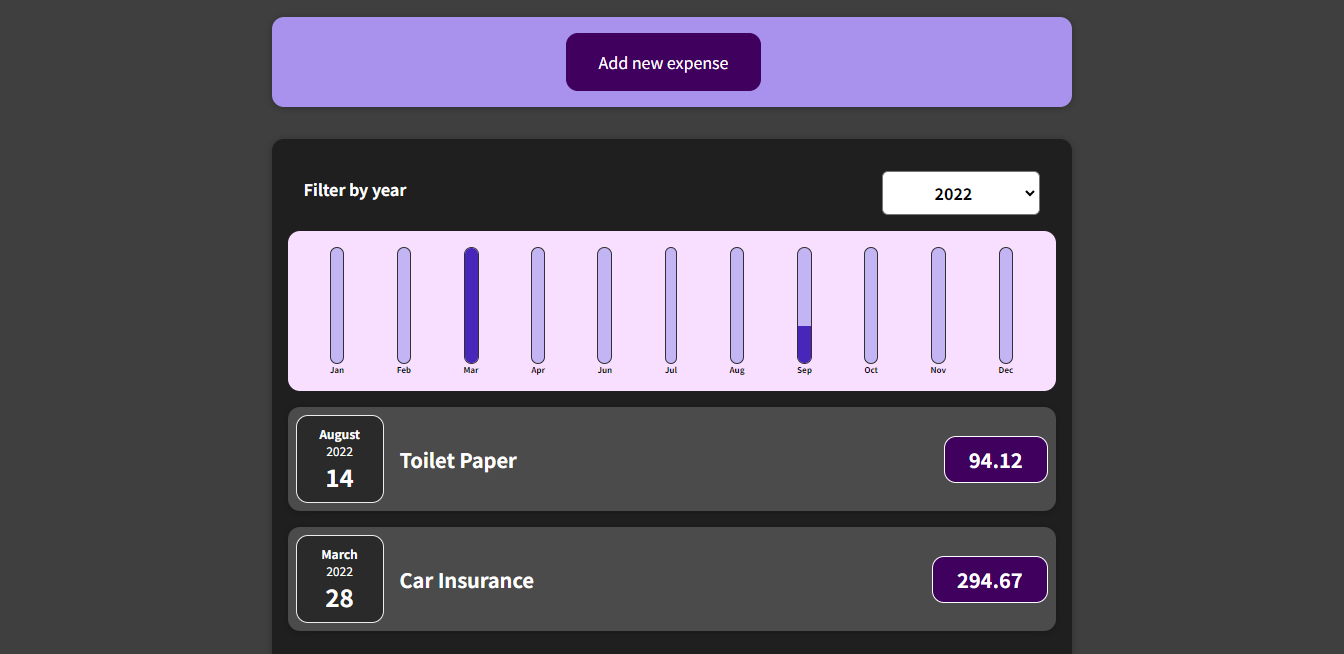 Add new expense
Filter by year
2022
Jan Feb Mar Apr Jun Jul Aug Sep Oct Nov Dec
August
2022
14
Toilet Paper
94.12
March
2022
28
Car Insurance
294.67